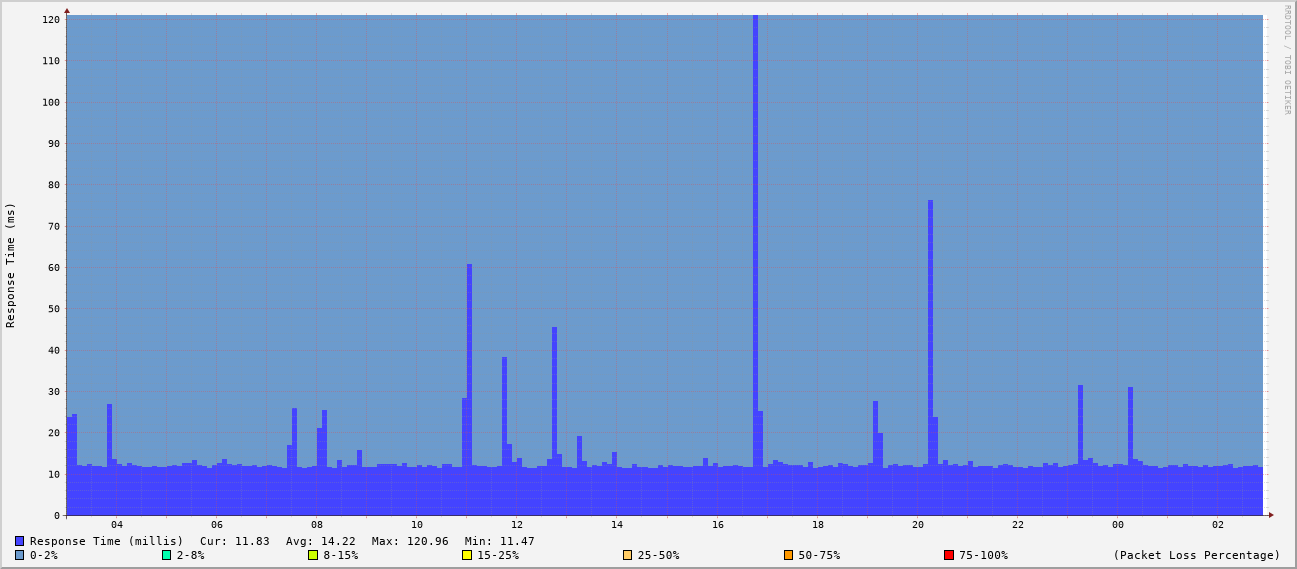 RRDTOOL / TOBI OETIKER
Response Time (ms)
120
110
100
90
80
70
60
50
40
30
20
10
0
04 06 08 10 12 14 16 18 20 22 00 02
Response Time (millis) Cur: 11.83 Avg: 14.22 Max: 120.96 Min: 11.47
0-2% 2-8% 8-15% 15-25% 25-50% 50-75% 75-100% (Packet Loss Percentage)